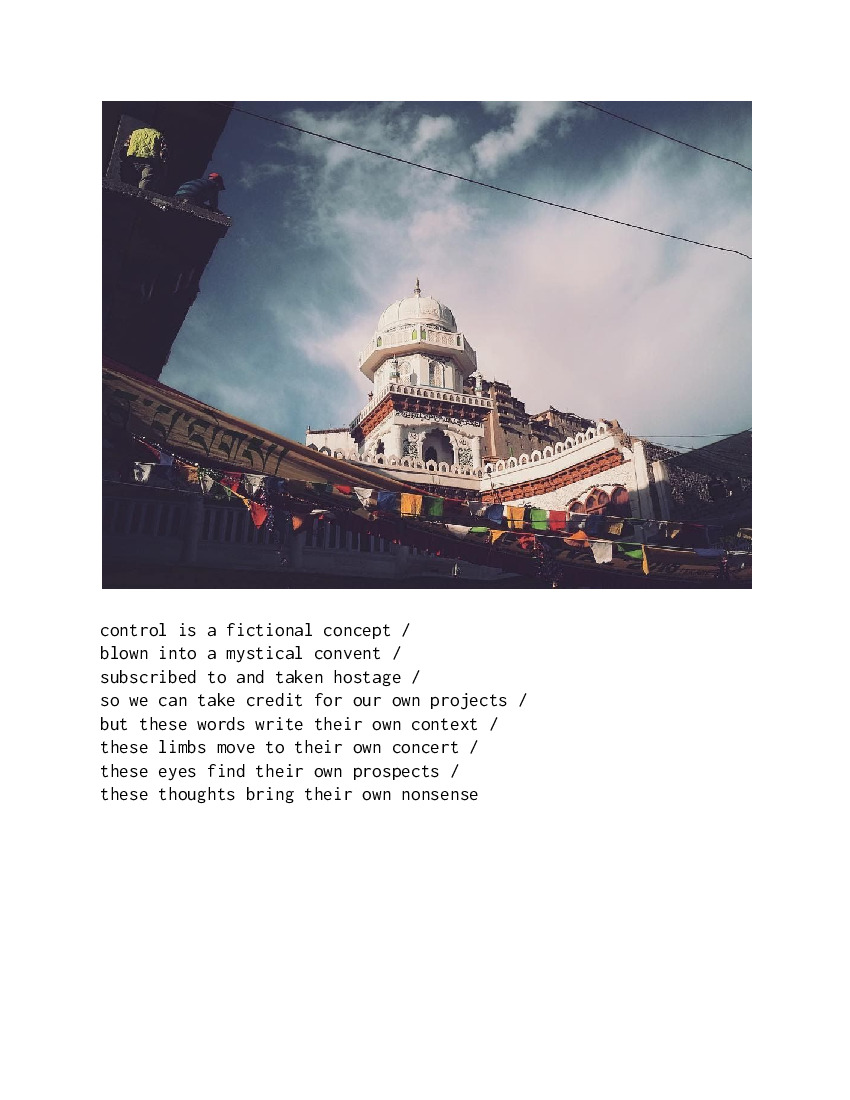 control is a fictional concept /
blown into a mystical convent /
subscribed to and taken hostage /
so we can take credit for our own projects /
but these words write their own context /
these limbs move to their own concert /
these eyes find their own prospects /
these thoughts bring their own nonsense